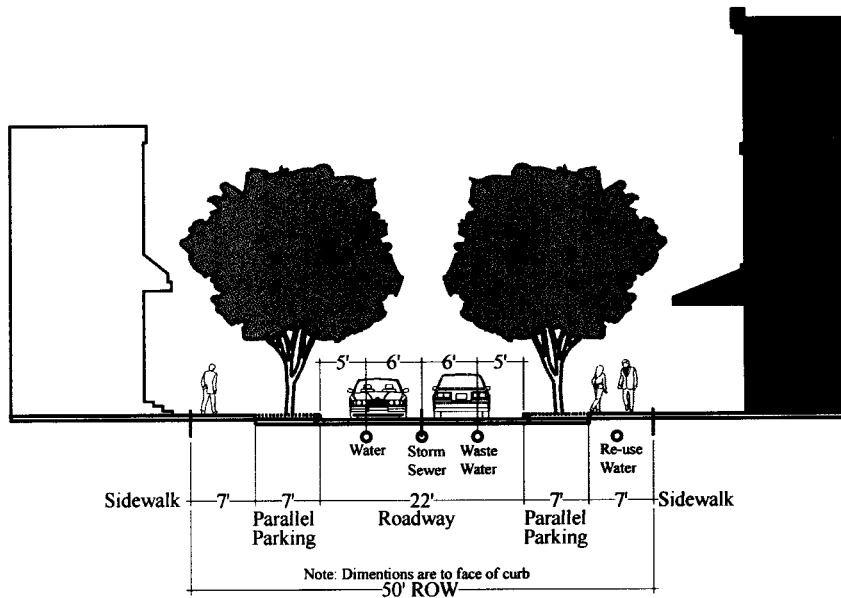 5' 6' 6' 5'
Water
Storm
Sewer
Waste
Water
Re-use
Water
Sidewalk 7' 7' 22' 7' 7' Sidewalk
Parallel
Parking
Roadway
Parallel
Parking
Note: Dimentions are to face of curb
50' ROW